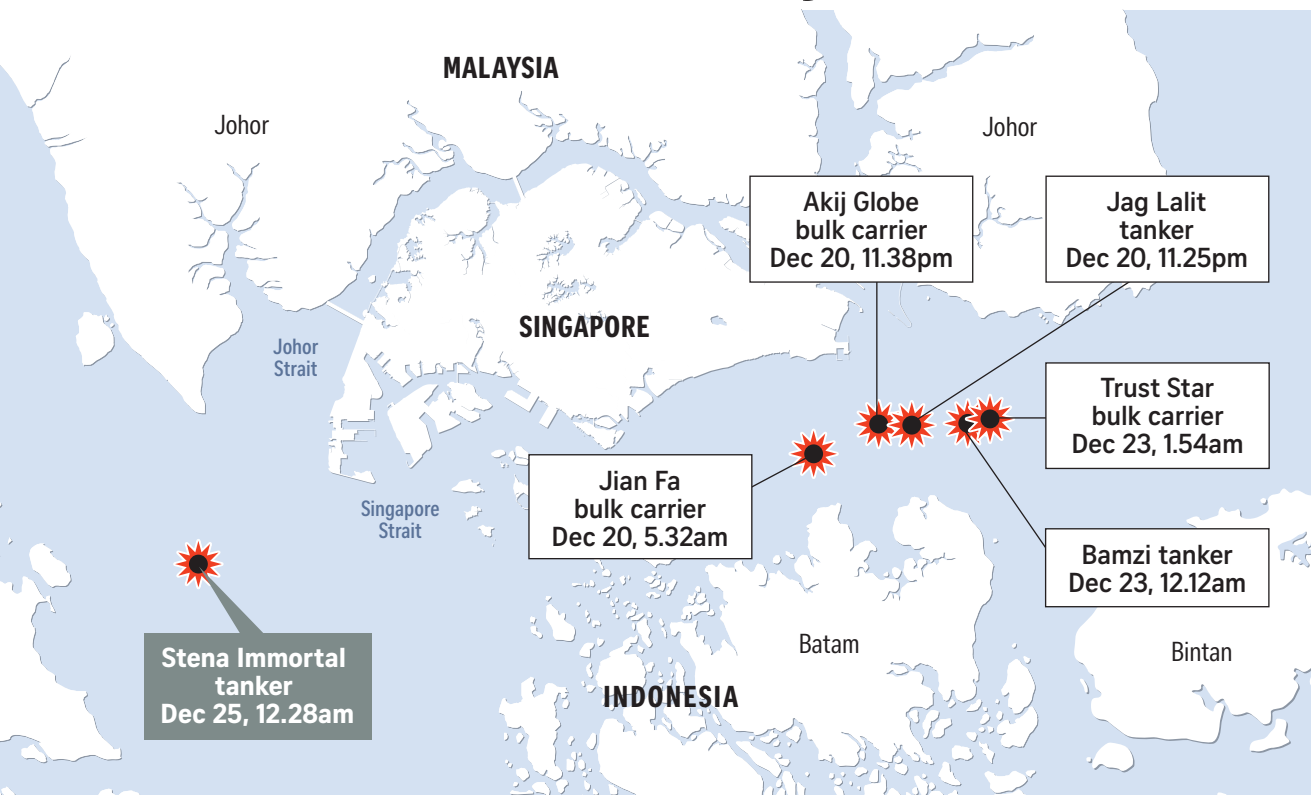 MALAYSIA
Johor
Johor
Akij Globe
bulk carrier
Dec 20, 11.38pm
Jag Lalit
tanker
Dec 20, 11.25pm
SINGAPORE
Johor
Strait
Trust Star
bulk carrier
Dec 23, 1.54am
Jian Fa
bulk carrier
Dec 20, 5.32am
Singapore
Strait
Bamzi tanker
Dec 23, 12.12am
Stena Immortal
tanker
Dec 25, 12.28am
Batam
Bintan
INDONESIA